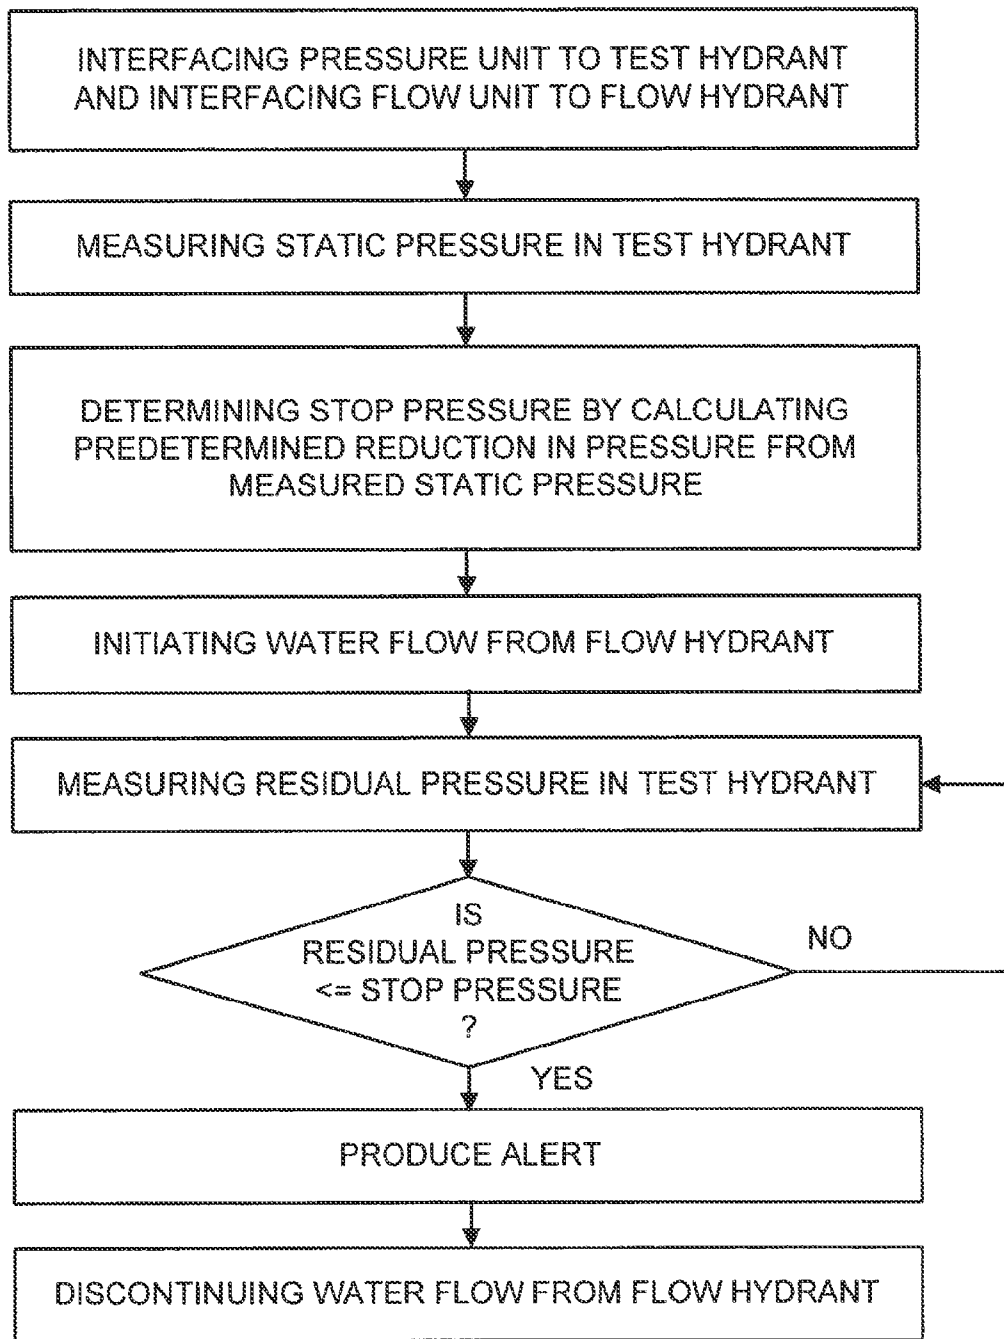 INTERFACING PRESSURE UNIT TO TEST HYDRANT
AND INTERFACING FLOW UNIT TO FLOW HYDRANT
MEASURING STATIC PRESSURE IN TEST HYDRANT
DETERMINING STOP PRESSURE BY CALCULATING
PREDETERMINED REDUCTION IN PRESSURE FROM
MEASURED STATIC PRESSURE
INITIATING WATER FLOW FROM FLOW HYDRANT
MEASURING RESIDUAL PRESSURE IN TEST HYDRANT
IS
RESIDUAL PRESSURE
<= STOP PRESSURE
?
NO
YES
PRODUCE ALERT
DISCONTINUING WATER FLOW FROM FLOW HYDRANT